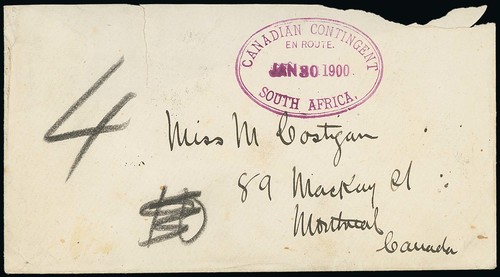 CANADIAN CONTINGENT
EN ROUTE.
JAN 30 1900
SOUTH AFRICA.
4
Miss M Costigan
89 MacKay St
Montreal
Canada